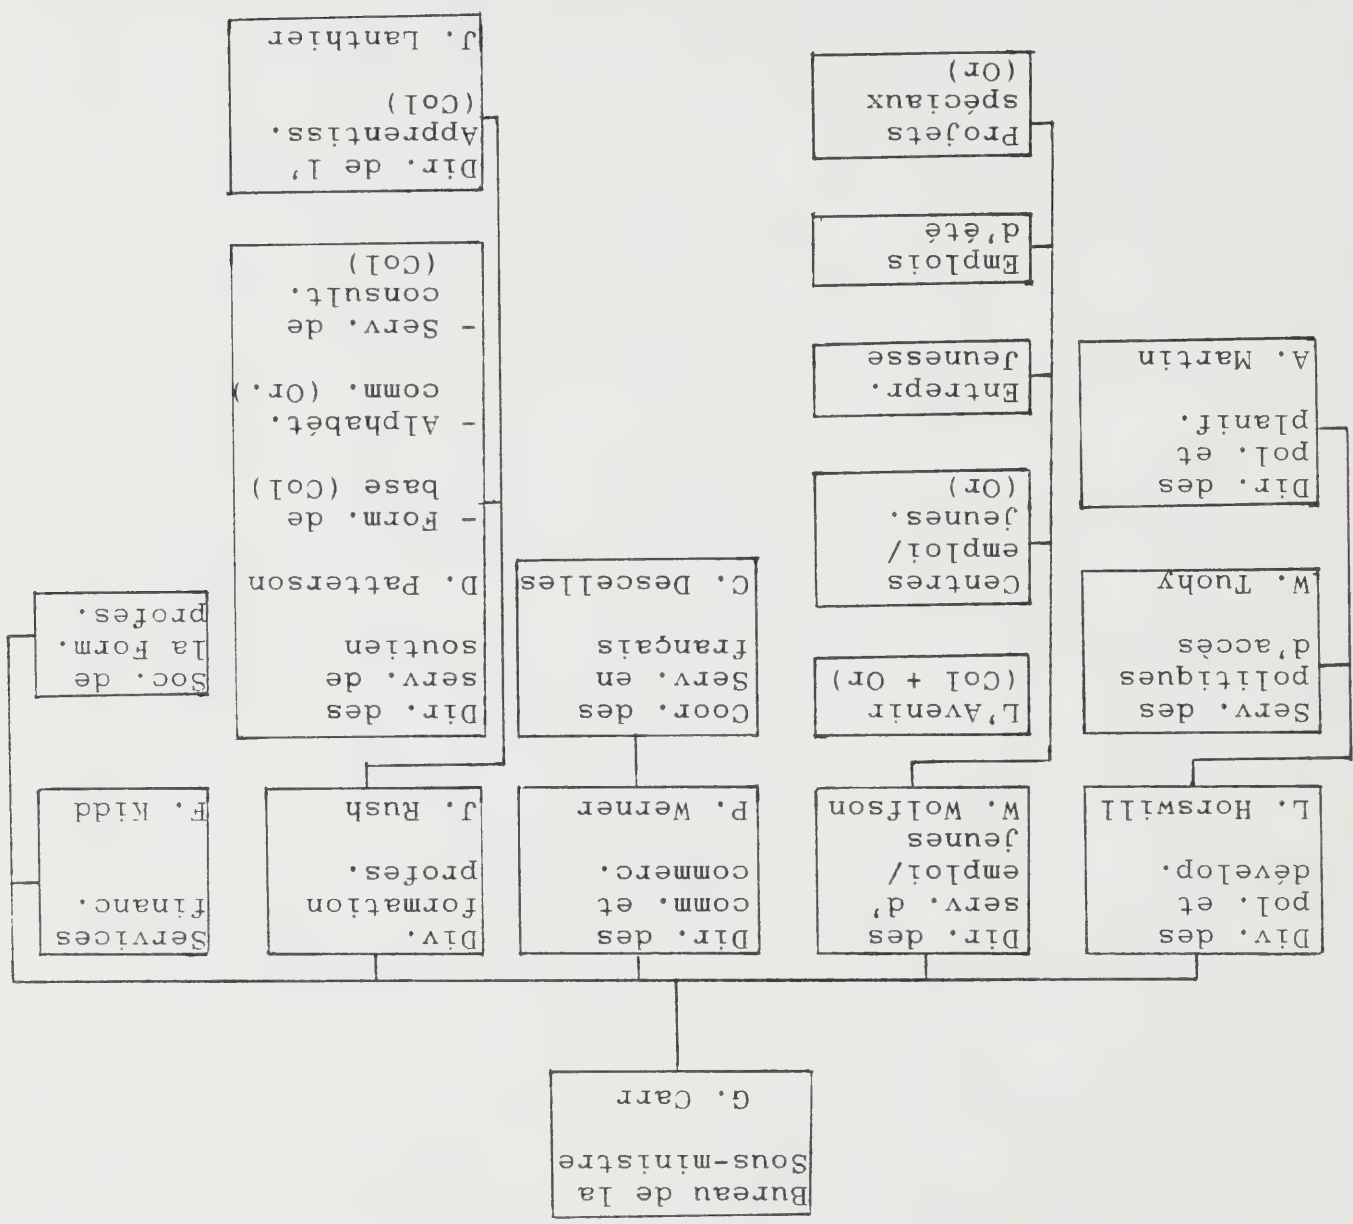 Bureau de la
Sous-ministre
G. Carr
Div. des
pol. et
dévelop.
L. Horswill
Dir. des
serv. d'
emploi/
jeunes
W. Wolfson
Dir. des
comm. et
commerc.
P. Werner
Div.
formation
profes.
J. Rush
Services
financ.
F. Kidd
Serv. des
politiques
d'accès
W. Tuohy
Dir. des
pol. et
planif.
A. Martin
L'Avenir
(Col + Or)
Centres
emploi/
jeunes.
(Or)
Entrepr.
Jeunesse
Emplois
d'été
Projets
spéciaux
(Or)
Coor. des
Serv. en
français
C. Descelles
Dir. des
serv. de
soutien
D. Patterson
- Form. de
base (Col)
- Alphabét.
comm. (Or.)
- Serv. de
consult.
(Col)
Dir. de l'
Apprentiss.
(Col)
J. Lanthier
Soc. de
la Form.
profes.